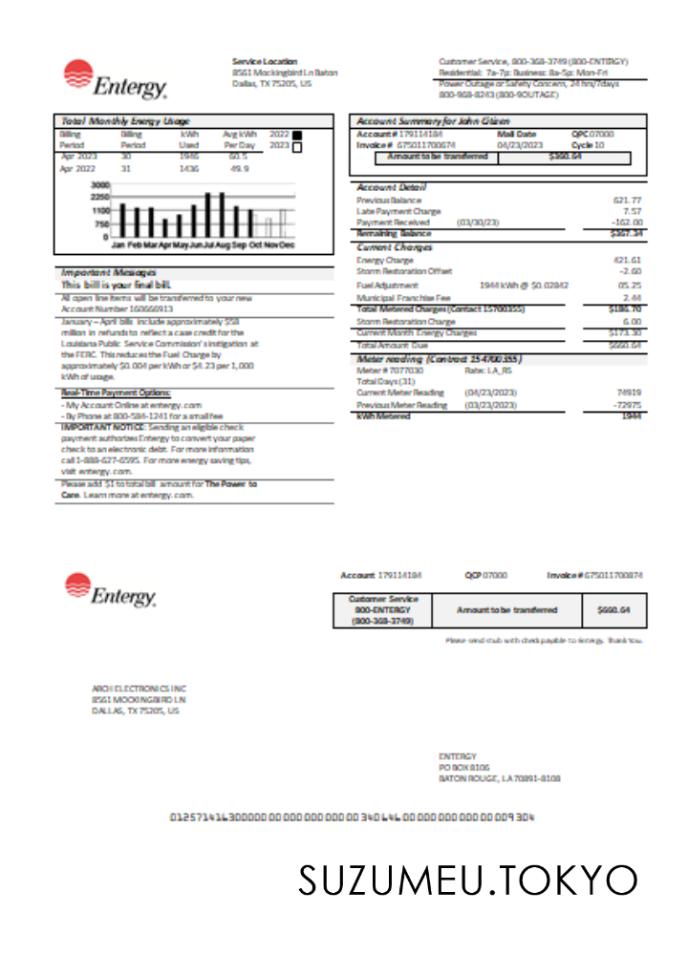 Entergy.
Service Location
8561 Mockingbird Ln Baton
Dallas, TX 75205, US
Customer Service, 800-368-3749 (800-ENTERGY)
Residential: 7a-7p: Business: 8a-5p: Mon-Fri
Power Outage or Safety Concern, 24 hrs/7days
800-968-8243 (800-9OUTAGE)
Total Monthly Energy Usage
Billing Billing kWh Avg kWh 2022
Period Period Used Per Day 2023
Apr 2023 30 1946 60.5
Apr 2022 31 1436 49.9
3000
2250
1100
750
0
Jan Feb Mar Apr May Jun Jul Aug Sep Oct Nov Dec
Important Messages
This bill is your final bill.
All open line items will be transferred to your new
Account Number 160666913
January – April bills include approximately $58
million in refunds to reflect a case credit for the
Louisiana Public Service Commission's instigation at
the FERC. This reduces the Fuel Charge by
approximately $0.004 per kWh or $4.23 per 1,000
kWh of usage.
Real-Time Payment Options:
- My Account Online at entergy.com
- By Phone at 800-584-1241 for a small fee
IMPORTANT NOTICE: Sending an eligible check
payment authorizes Entergy to convert your paper
check to an electronic debt. For more information
call 1-888-627-6595. For more energy saving tips,
visit entergy.com.
Please add $1 to total bill amount for The Power to
Care. Learn more at entergy.com.
Account Summary for John Citizen
Account # 179114184 Mail Date QPC 07000
Invoice # 675011700674 04/23/2023 Cycle 10
Amount to be transferred $360.64
Account Detail
Previous Balance 621.77
Late Payment Charge 7.57
Payment Received (03/30/23) -162.00
Remaining Balance $367.34
Current Charges
Energy Charge 421.61
Storm Restoration Offset -2.60
Fuel Adjustment 1944 kWh @ $0.02842 05.25
Municipal Franchise Fee 2.44
Total Metered Charges (Contact 15700355) $186.70
Storm Restoration Charge 6.00
Current Month Energy Charges $173.30
Total Amount Due $660.64
Meter reading (Contract 154700355)
Meter # 7077030 Rate: LA_RS
Total Days (31)
Current Meter Reading (04/23/2023) 74919
Previous Meter Reading (03/23/2023) -72975
kWh Metered 1944
Entergy.
Account 179114184 QCP 07000 Invoice # 675011700874
Customer Service
800-ENTERGY
(800-368-3749)
Amount to be transferred $660.64
Please send stub with check payable to Entergy. Thank You.
ELECTRONICS INC
8561 MOCKINGBIRD LN
DALLAS, TX 75205, US
ENTERGY
PO BOX 8106
BATON ROUGE, LA 70891-8108
SUZUMEU.TOKYO